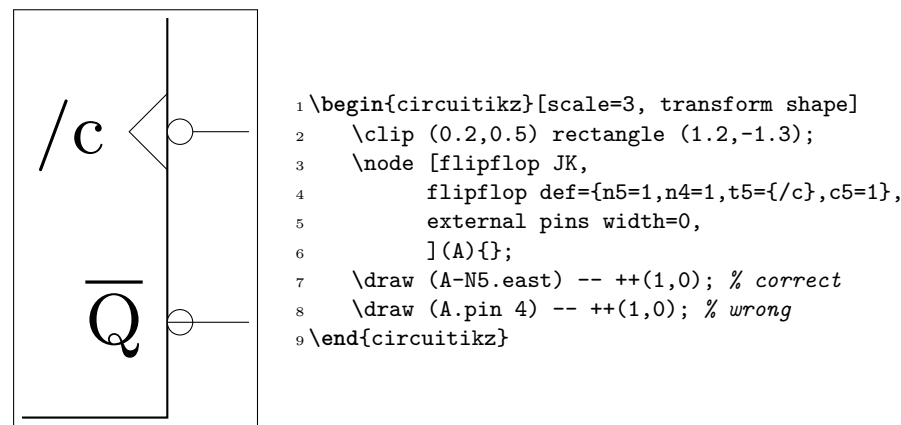 /c
Q
1 \begin{circuitikz}[scale=3, transform shape]
2     \clip (0.2,0.5) rectangle (1.2,-1.3);
3     \node [flipflop JK,
4            flipflop def={n5=1,n4=1,t5={/c},c5=1},
5            external pins width=0,
6            ](A){};
7     \draw (A-N5.east) -- ++(1,0); % correct
8     \draw (A.pin 4) -- ++(1,0); % wrong
9 \end{circuitikz}